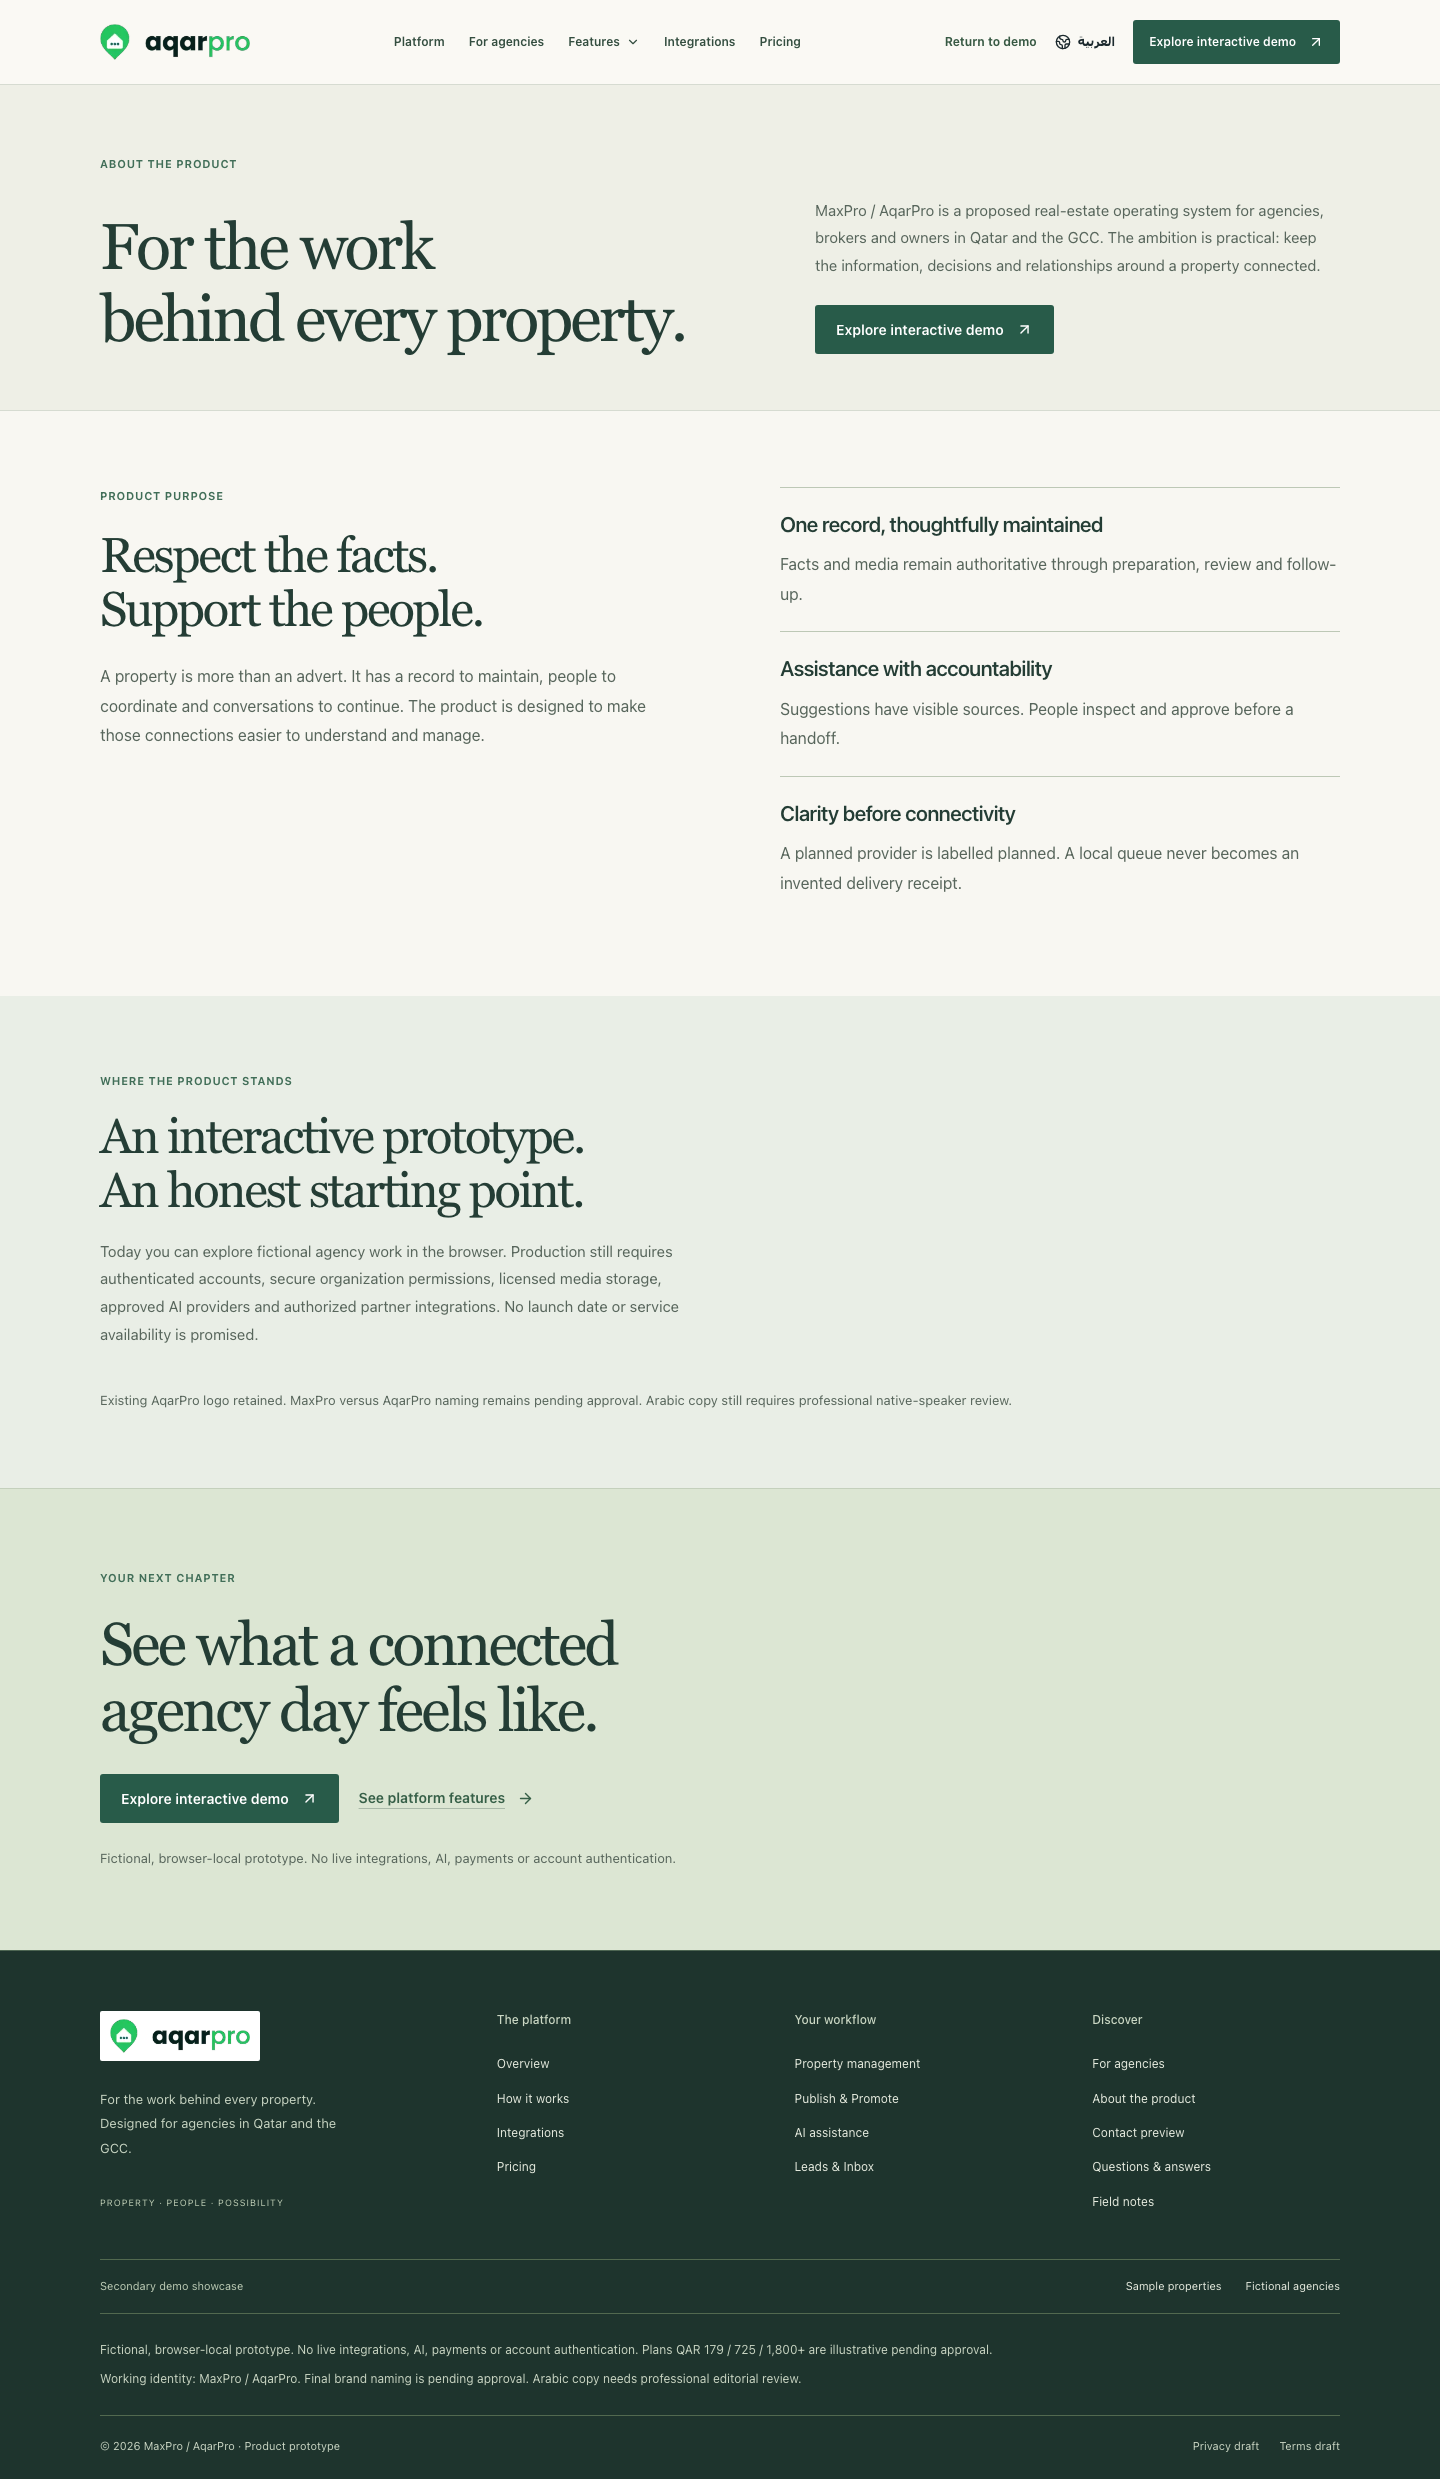 aqarpro
Platform
For agencies
Features
Integrations
Pricing
Return to demo
العربية
Explore interactive demo
ABOUT THE PRODUCT
For the work
behind every property.
MaxPro / AqarPro is a proposed real-estate operating system for agencies,
brokers and owners in Qatar and the GCC. The ambition is practical: keep
the information, decisions and relationships around a property connected.
Explore interactive demo
PRODUCT PURPOSE
Respect the facts.
Support the people.
A property is more than an advert. It has a record to maintain, people to
coordinate and conversations to continue. The product is designed to make
those connections easier to understand and manage.
One record, thoughtfully maintained
Facts and media remain authoritative through preparation, review and follow-
up.
Assistance with accountability
Suggestions have visible sources. People inspect and approve before a
handoff.
Clarity before connectivity
A planned provider is labelled planned. A local queue never becomes an
invented delivery receipt.
WHERE THE PRODUCT STANDS
An interactive prototype.
An honest starting point.
Today you can explore fictional agency work in the browser. Production still requires
authenticated accounts, secure organization permissions, licensed media storage,
approved AI providers and authorized partner integrations. No launch date or service
availability is promised.
Existing AqarPro logo retained. MaxPro versus AqarPro naming remains pending approval. Arabic copy still requires professional native-speaker review.
YOUR NEXT CHAPTER
See what a connected
agency day feels like.
Explore interactive demo
See platform features
Fictional, browser-local prototype. No live integrations, AI, payments or account authentication.
aqarpro
For the work behind every property.
Designed for agencies in Qatar and the
GCC.
PROPERTY · PEOPLE · POSSIBILITY
The platform
Overview
How it works
Integrations
Pricing
Your workflow
Property management
Publish & Promote
AI assistance
Leads & Inbox
Discover
For agencies
About the product
Contact preview
Questions & answers
Field notes
Secondary demo showcase
Sample properties
Fictional agencies
Fictional, browser-local prototype. No live integrations, AI, payments or account authentication. Plans QAR 179 / 725 / 1,800+ are illustrative pending approval.
Working identity: MaxPro / AqarPro. Final brand naming is pending approval. Arabic copy needs professional editorial review.
© 2026 MaxPro / AqarPro · Product prototype
Privacy draft
Terms draft